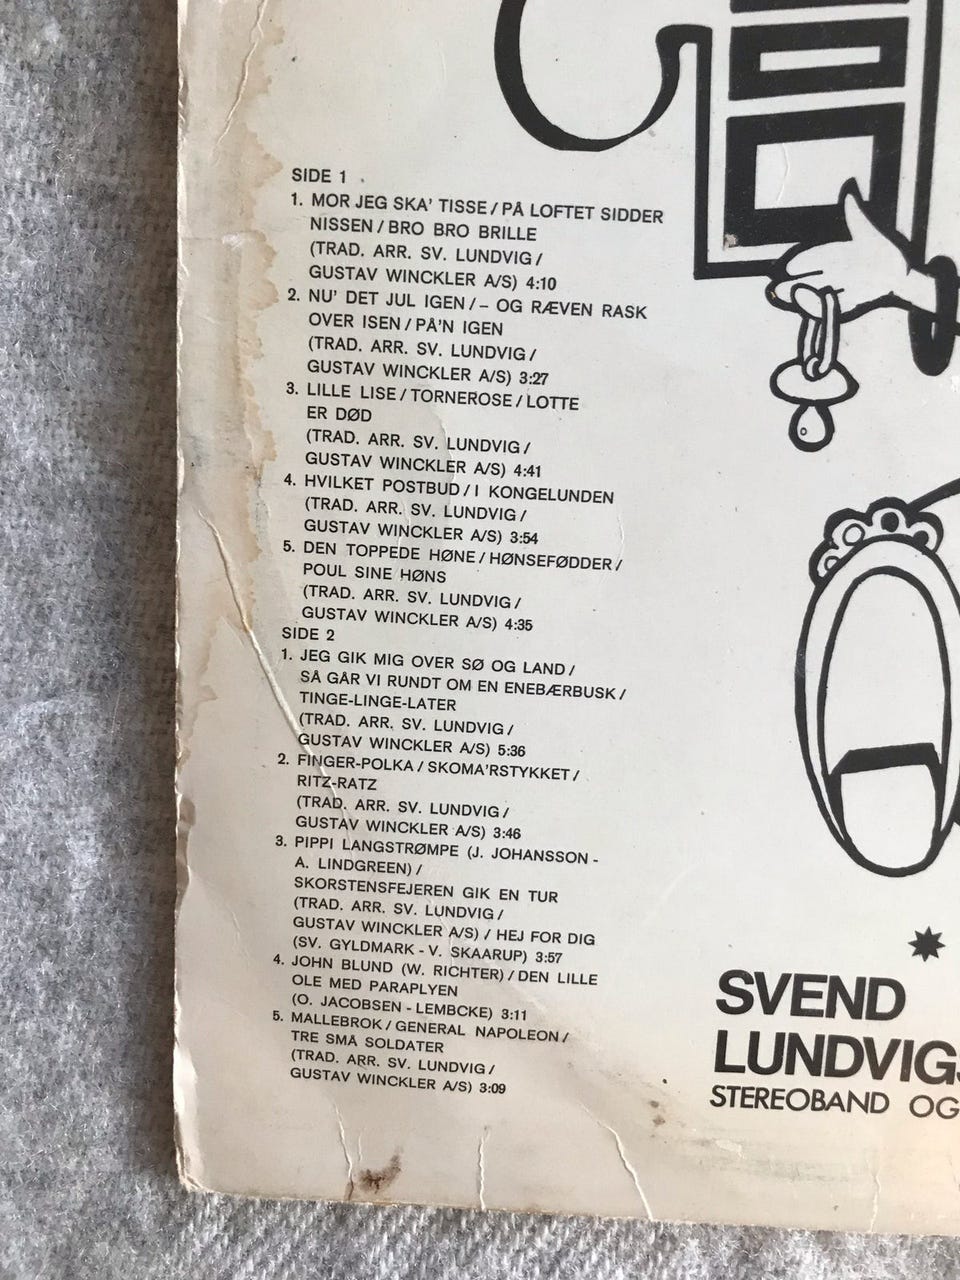 SIDE 1
1. MOR JEG SKA' TISSE / PÅ LOFTET SIDDER
NISSEN / BRO BRO BRILLE
(TRAD. ARR. SV. LUNDVIG /
GUSTAV WINCKLER A/S) 4:10
2. NU' DET JUL IGEN / – OG RÆVEN RASK
OVER ISEN / PÅ'N IGEN
(TRAD. ARR. SV. LUNDVIG /
GUSTAV WINCKLER A/S) 3:27
3. LILLE LISE / TORNEROSE / LOTTE
ER DØD
(TRAD. ARR. SV. LUNDVIG /
GUSTAV WINCKLER A/S) 4:41
4. HVILKET POSTBUD / I KONGELUNDEN
(TRAD. ARR. SV. LUNDVIG /
GUSTAV WINCKLER A/S) 3:54
5. DEN TOPPEDE HØNE / HØNSEFØDDER /
POUL SINE HØNS
(TRAD. ARR. SV. LUNDVIG /
GUSTAV WINCKLER A/S) 4:35
SIDE 2
1. JEG GIK MIG OVER SØ OG LAND /
SÅ GÅR VI RUNDT OM EN ENEBÆRBUSK /
TINGE-LINGE-LATER
(TRAD. ARR. SV. LUNDVIG /
GUSTAV WINCKLER A/S) 5:36
2. FINGER-POLKA / SKOMA'RSTYKKET /
RITZ-RATZ
(TRAD. ARR. SV. LUNDVIG /
GUSTAV WINCKLER A/S) 3:46
3. PIPPI LANGSTRØMPE (J. JOHANSSON -
A. LINDGREEN) /
SKORSTENSFEJEREN GIK EN TUR
(TRAD. ARR. SV. LUNDVIG /
GUSTAV WINCKLER A/S) / HEJ FOR DIG
(SV. GYLDMARK - V. SKAARUP) 3:57
4. JOHN BLUND (W. RICHTER) / DEN LILLE
OLE MED PARAPLYEN
(O. JACOBSEN - LEMBCKE) 3:11
5. MALLEBROK / GENERAL NAPOLEON /
TRE SMÅ SOLDATER
(TRAD. ARR. SV. LUNDVIG /
GUSTAV WINCKLER A/S) 3:09
SVEND
LUNDVIGS
STEREOBAND OG